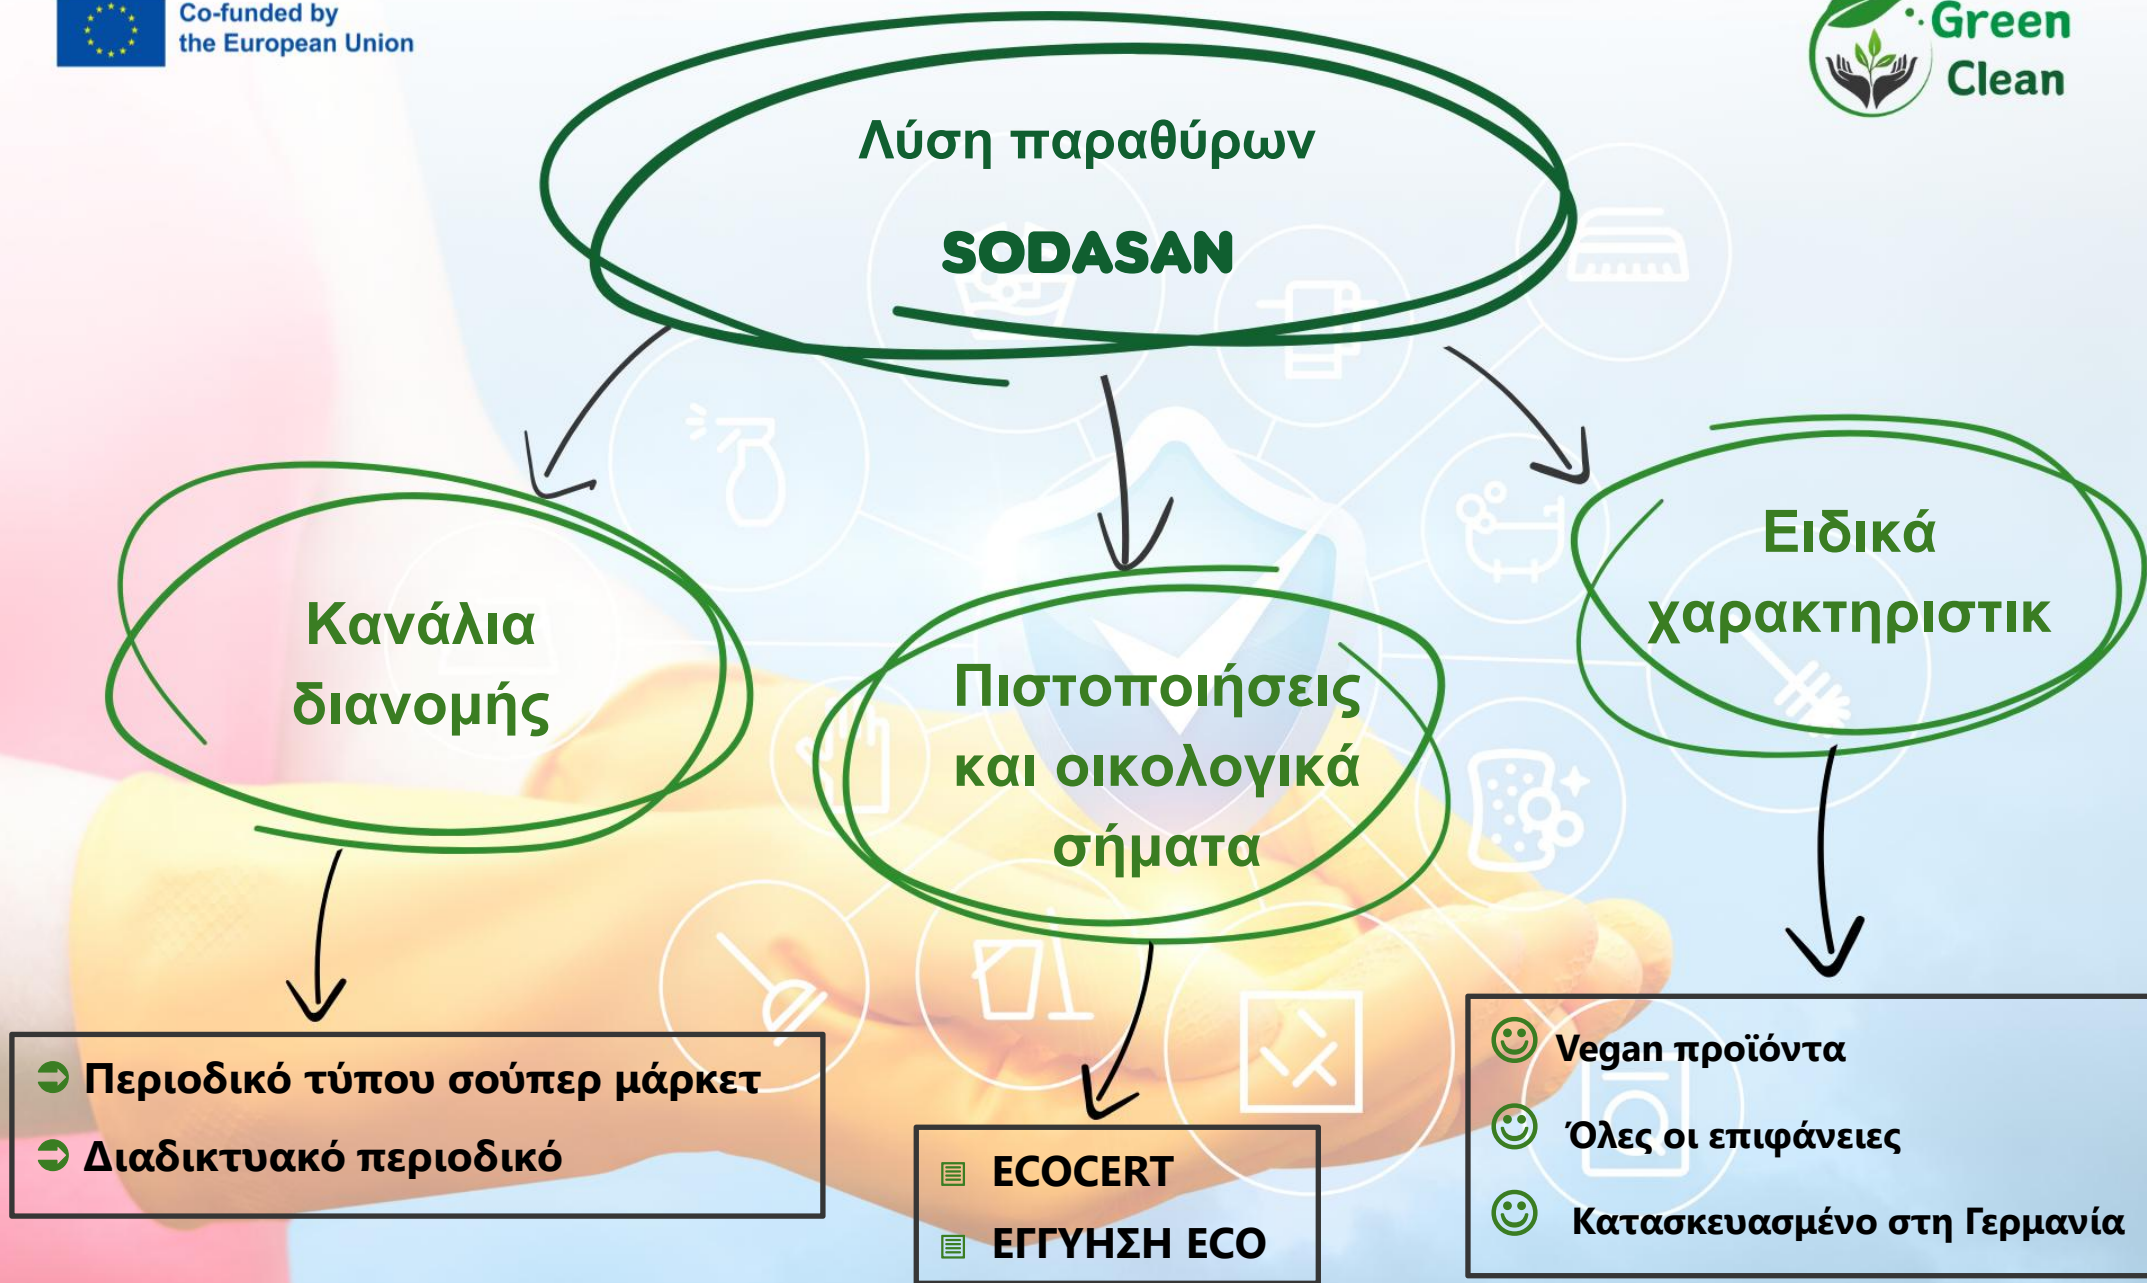 Co-funded by
the European Union
Green
Clean
Λύση παραθύρων
SODASAN
Κανάλια
διανομής
Πιστοποιήσεις
και οικολογικά
σήματα
Ειδικά
χαρακτηριστικ
Περιοδικό τύπου σούπερ μάρκετ
Διαδικτυακό περιοδικό
ECOCERT
ΕΓΓΥΗΣΗ ECO
Vegan προϊόντα
Όλες οι επιφάνειες
Κατασκευασμένο στη Γερμανία